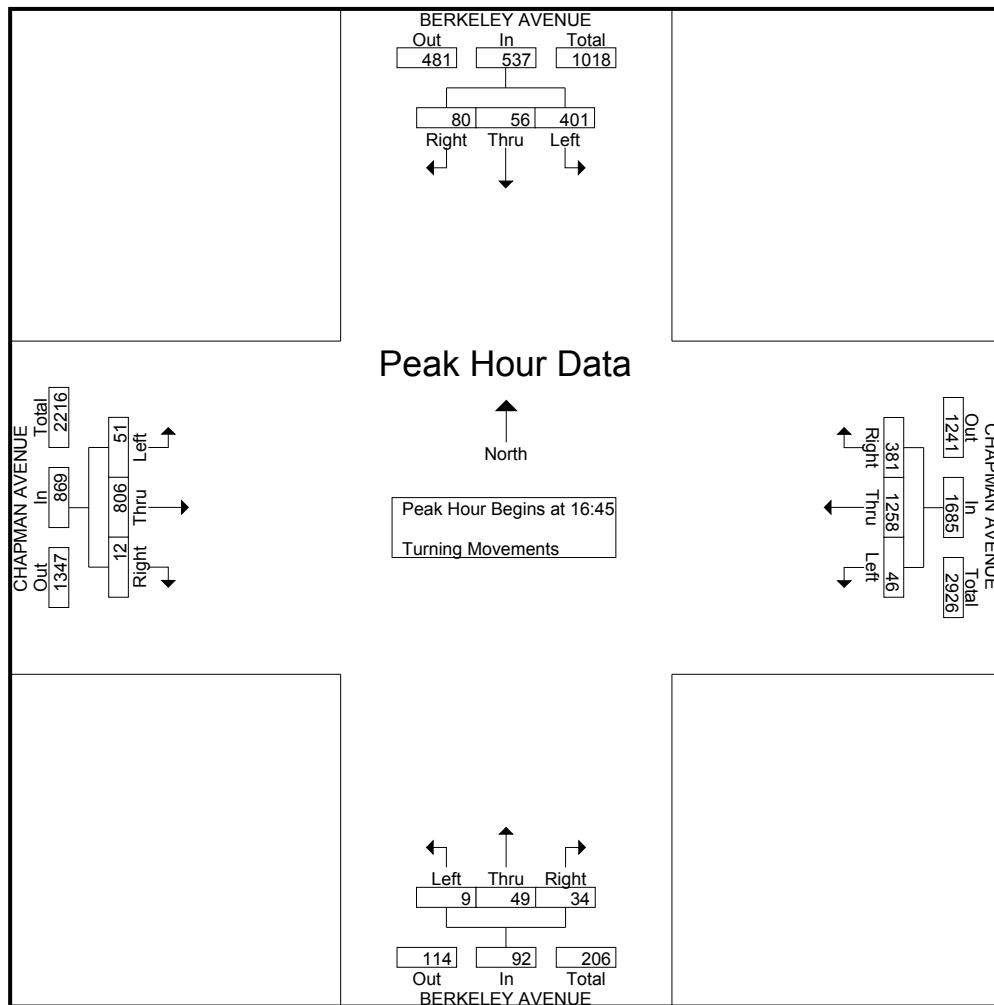 BERKELEY AVENUE
Out In Total
481 537 1018
80 56 401
Right Thru Left
Peak Hour Data
North
Peak Hour Begins at 16:45
Turning Movements
CHAPMAN AVENUE
Total In Out
2216 869 1347
51 806 12
Left Thru Right
CHAPMAN AVENUE
Out In Total
1241 1685 2926
381 1258 46
Right Thru Left
Left Thru Right
9 49 34
114 92 206
Out In Total
BERKELEY AVENUE